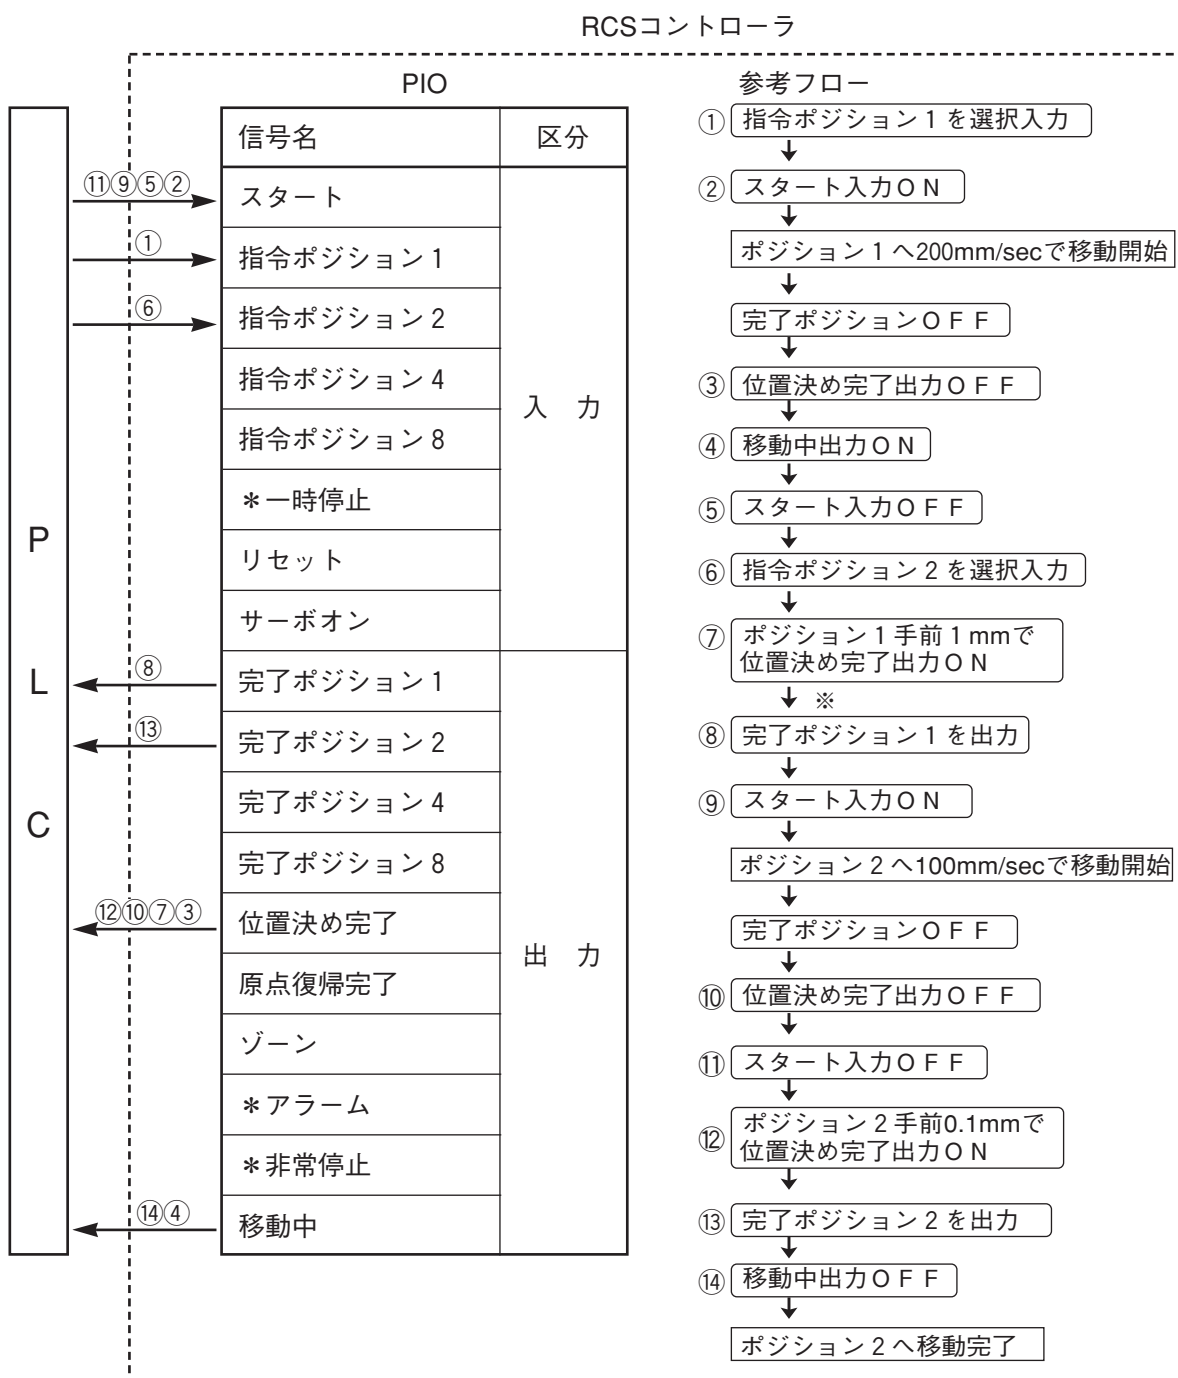 RCSコントローラ
PIO
信号名
区分
⑪⑨⑤②
スタート
①
指令ポジション1
⑥
指令ポジション2
指令ポジション4
指令ポジション8
＊一時停止
リセット
サーボオン
入 力
⑧
完了ポジション1
⑬
完了ポジション2
完了ポジション4
完了ポジション8
⑫⑩⑦③
位置決め完了
原点復帰完了
ゾーン
＊アラーム
＊非常停止
⑭④
移動中
出 力
P
L
C
参考フロー
① 指令ポジション1を選択入力
② スタート入力ON
ポジション1へ200mm/secで移動開始
完了ポジションOFF
③ 位置決め完了出力OFF
④ 移動中出力ON
⑤ スタート入力OFF
⑥ 指令ポジション2を選択入力
⑦ ポジション1手前1mmで
位置決め完了出力ON
※
⑧ 完了ポジション1を出力
⑨ スタート入力ON
ポジション2へ100mm/secで移動開始
完了ポジションOFF
⑩ 位置決め完了出力OFF
⑪ スタート入力OFF
⑫ ポジション2手前0.1mmで
位置決め完了出力ON
⑬ 完了ポジション2を出力
⑭ 移動中出力OFF
ポジション2へ移動完了